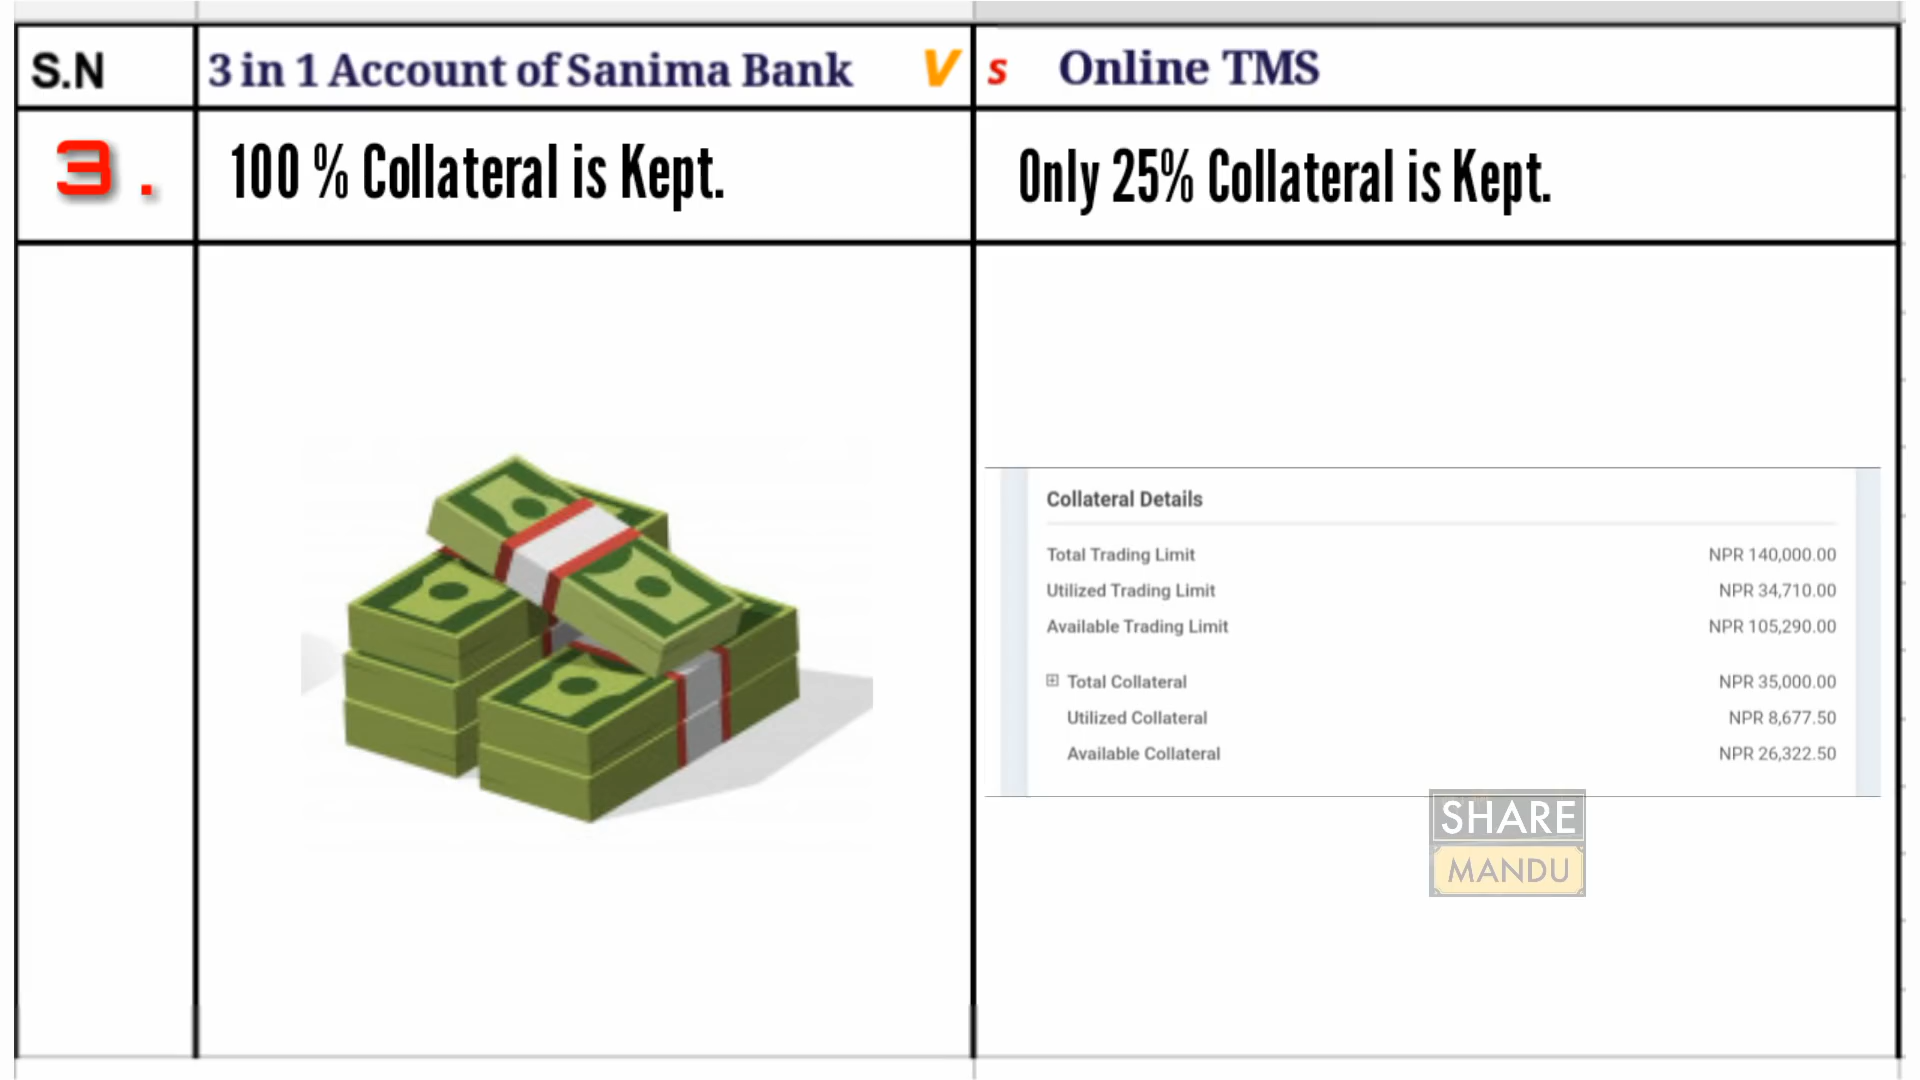 S.N
3 in 1 Account of Sanima Bank V s Online TMS
3 .
100 % Collateral is Kept.
Only 25% Collateral is Kept.
Collateral Details
Total Trading Limit NPR 140,000.00
Utilized Trading Limit NPR 34,710.00
Available Trading Limit NPR 105,290.00
Total Collateral NPR 35,000.00
Utilized Collateral NPR 8,677.50
Available Collateral NPR 26,322.50
SHARE
MANDU